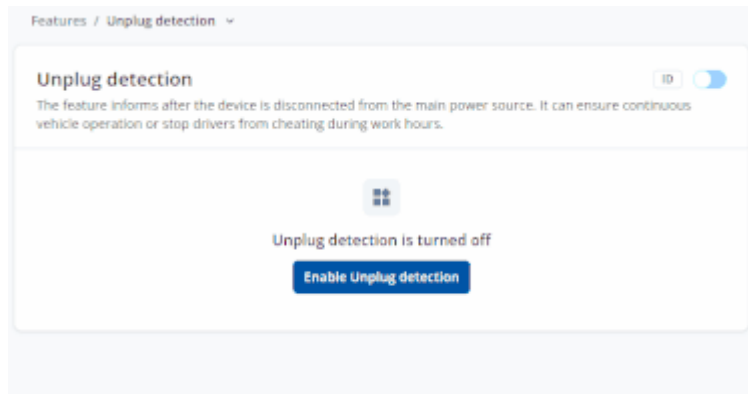 Features / Unplug detection
Unplug detection
ID
The feature informs after the device is disconnected from the main power source. It can ensure continuous
vehicle operation or stop drivers from cheating during work hours.
Unplug detection is turned off
Enable Unplug detection